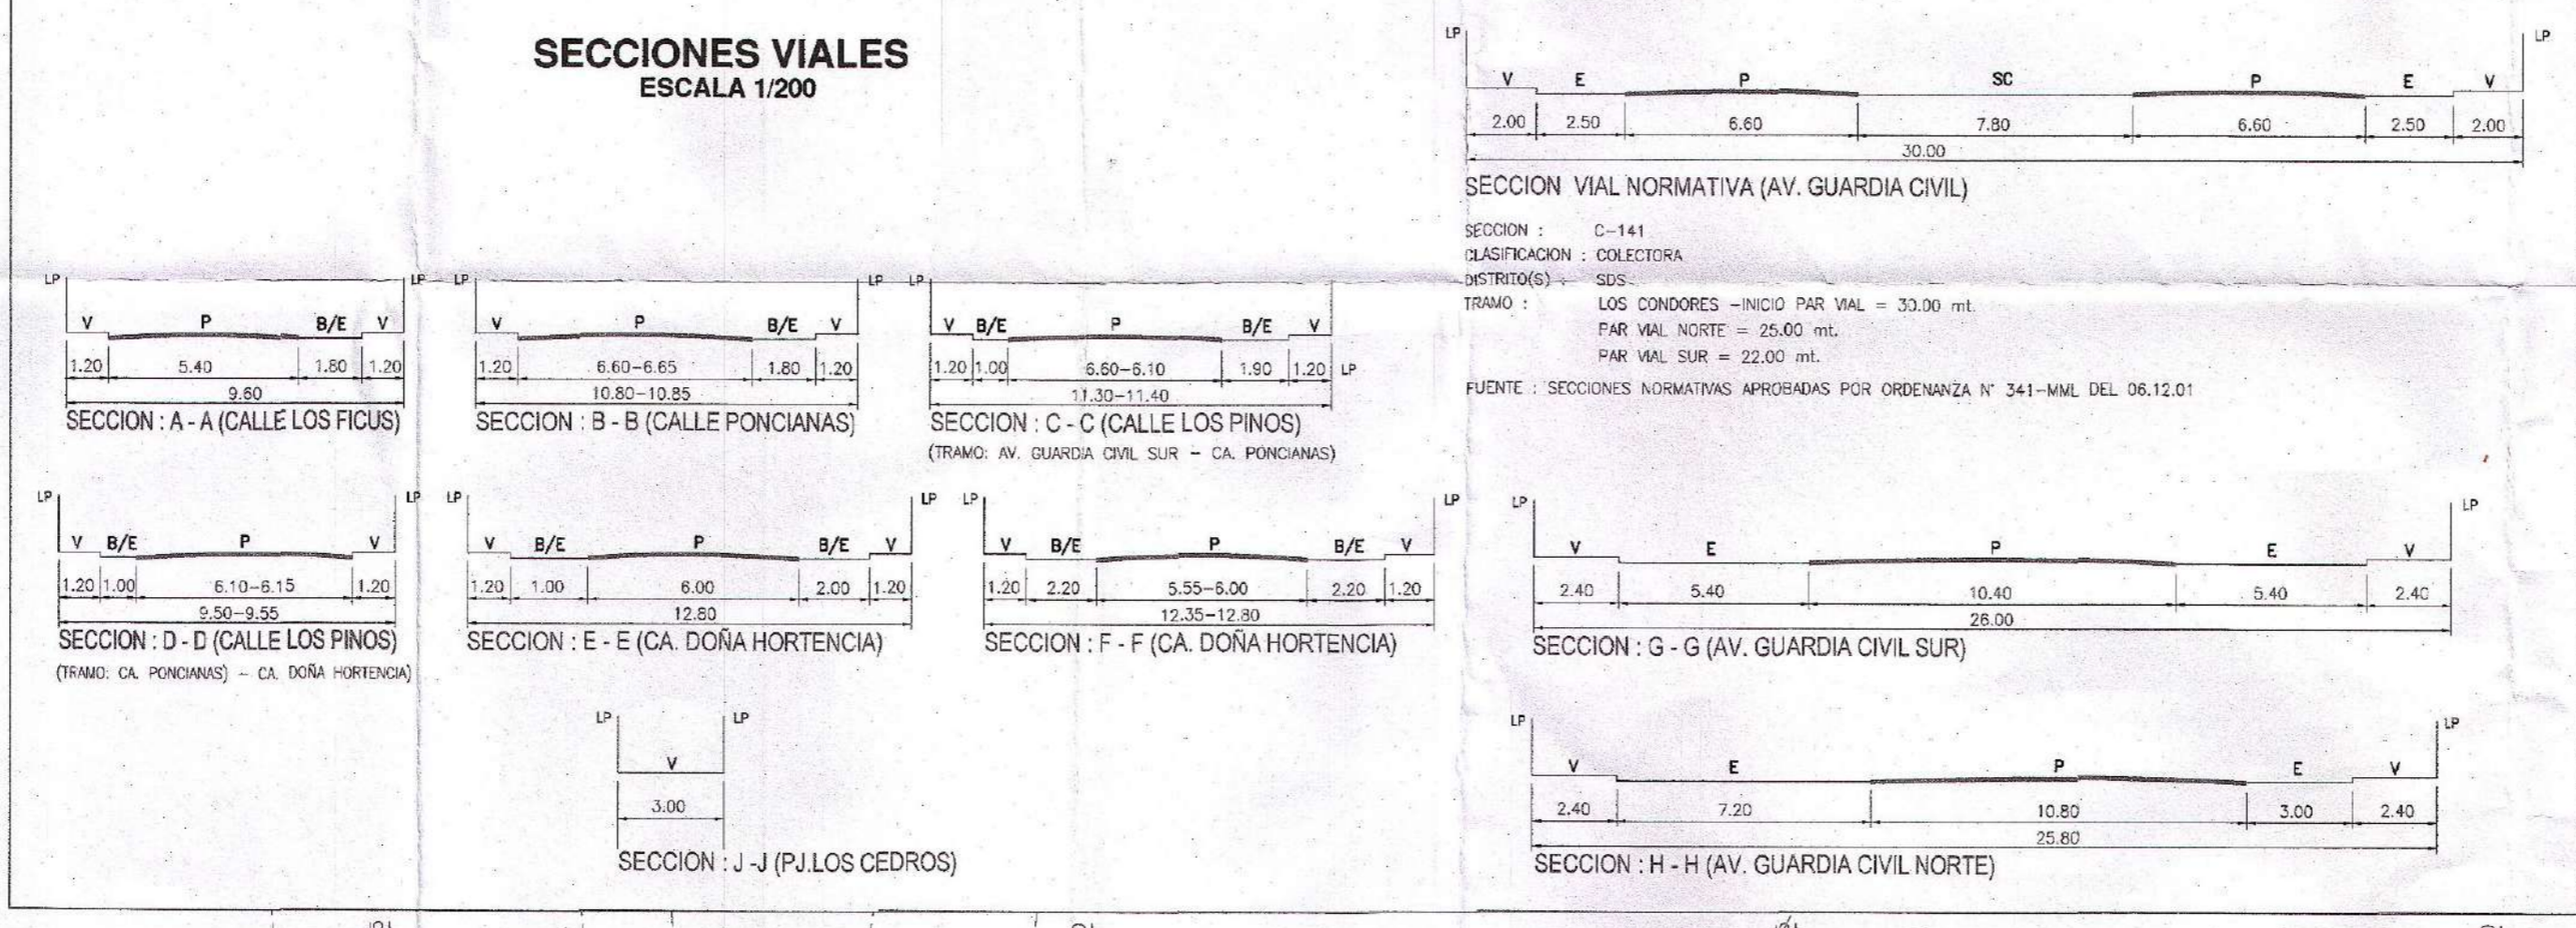 SECCIONES VIALES
ESCALA 1/200
LP LP
V E P SC P E V
2.00 2.50 6.60 7.80 6.60 2.50 2.00
30.00
SECCION VIAL NORMATIVA (AV. GUARDIA CIVIL)
SECCION : C-141
CLASIFICACION : COLECTORA
DISTRITO(S) : SDS
TRAMO : LOS CONDORES -INICIO PAR VIAL = 30.00 mt.
PAR VIAL NORTE = 25.00 mt.
PAR VIAL SUR = 22.00 mt.
FUENTE : SECCIONES NORMATIVAS APROBADAS POR ORDENANZA N° 341-MML DEL 06.12.01
LP LP
V P B/E V
1.20 5.40 1.80 1.20
9.60
SECCION : A - A (CALLE LOS FICUS)
LP LP
V P B/E V
1.20 6.60-6.65 1.80 1.20
10.80-10.85
SECCION : B - B (CALLE PONCIANAS)
LP
V B/E P B/E V
1.20 1.00 6.60-6.10 1.90 1.20 LP
11.30-11.40
SECCION : C - C (CALLE LOS PINOS)
(TRAMO: AV. GUARDIA CIVIL SUR - CA. PONCIANAS)
LP LP
V B/E P V
1.20 1.00 6.10-6.15 1.20
9.50-9.55
SECCION : D - D (CALLE LOS PINOS)
(TRAMO: CA. PONCIANAS) - CA. DOÑA HORTENCIA)
LP LP
V B/E P B/E V
1.20 1.00 6.00 2.00 1.20
12.80
SECCION : E - E (CA. DOÑA HORTENCIA)
LP LP
V B/E P B/E V
1.20 2.20 5.55-6.00 2.20 1.20
12.35-12.80
SECCION : F - F (CA. DOÑA HORTENCIA)
LP LP
V E P E V
2.40 5.40 10.40 5.40 2.40
26.00
SECCION : G - G (AV. GUARDIA CIVIL SUR)
LP LP
V
3.00
SECCION : J -J (PJ.LOS CEDROS)
LP LP
V E P E V
2.40 7.20 10.80 3.00 2.40
25.80
SECCION : H - H (AV. GUARDIA CIVIL NORTE)